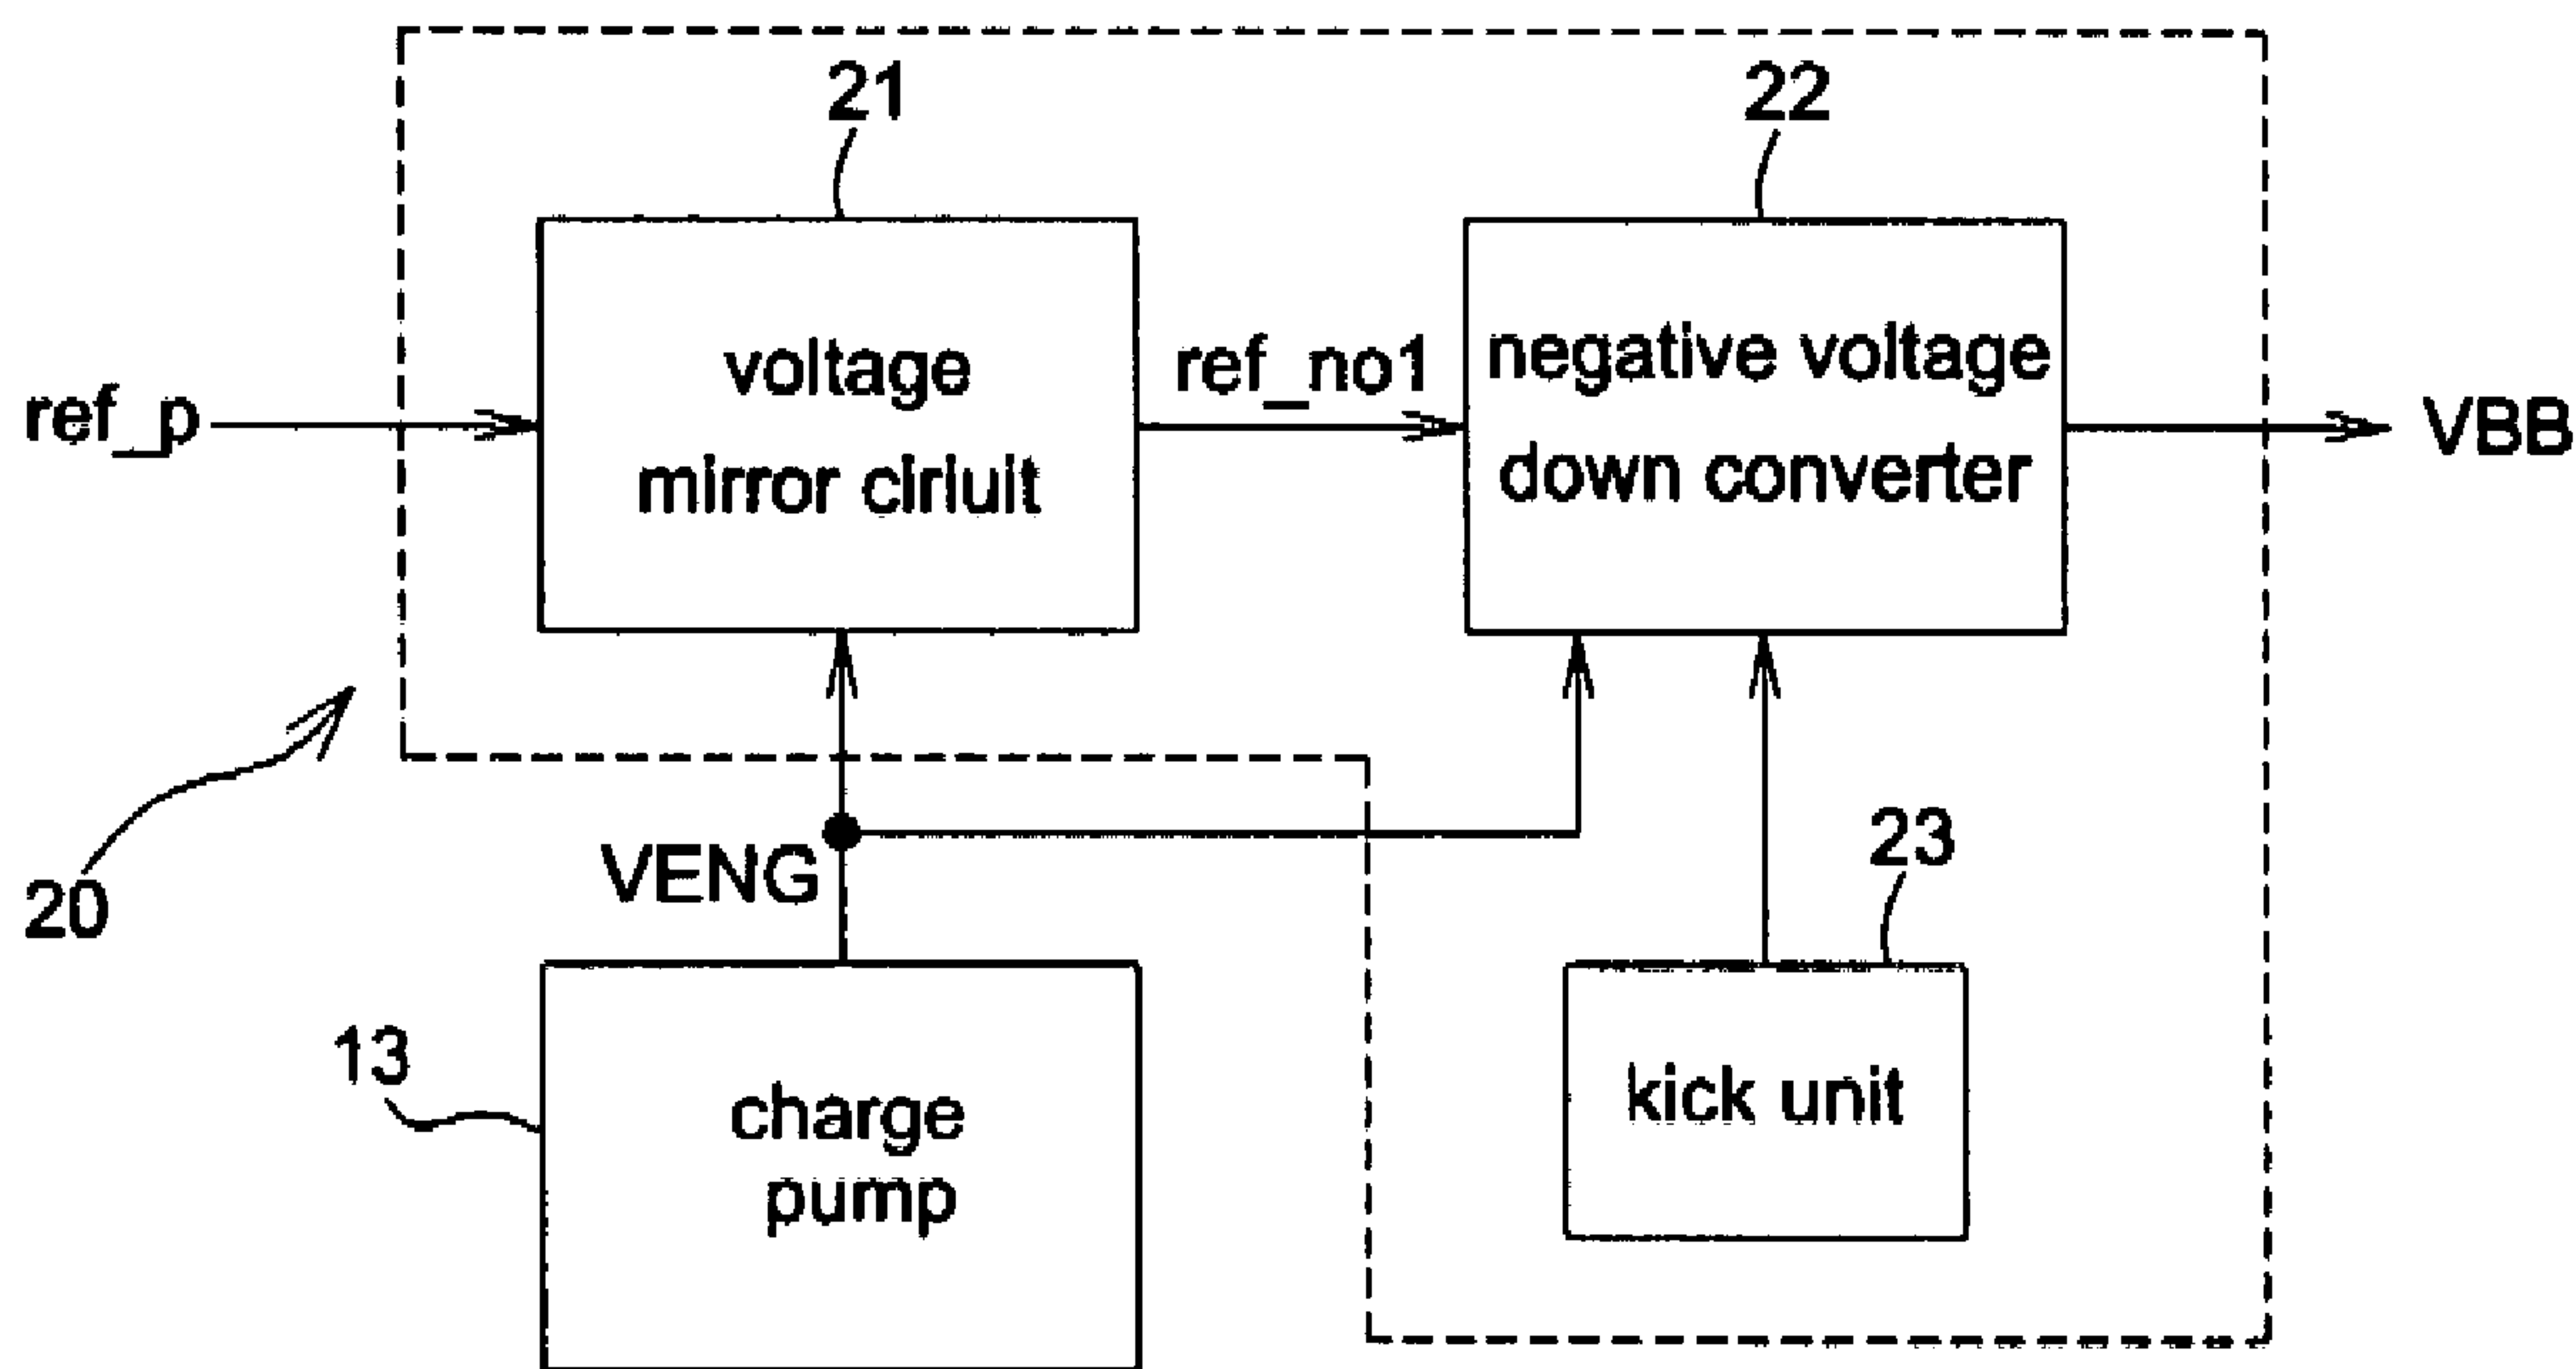 21
22
voltage
mirror ciriuit
negative voltage
down converter
ref_p
ref_no1
VBB
20
VENG
23
13
charge
pump
kick unit